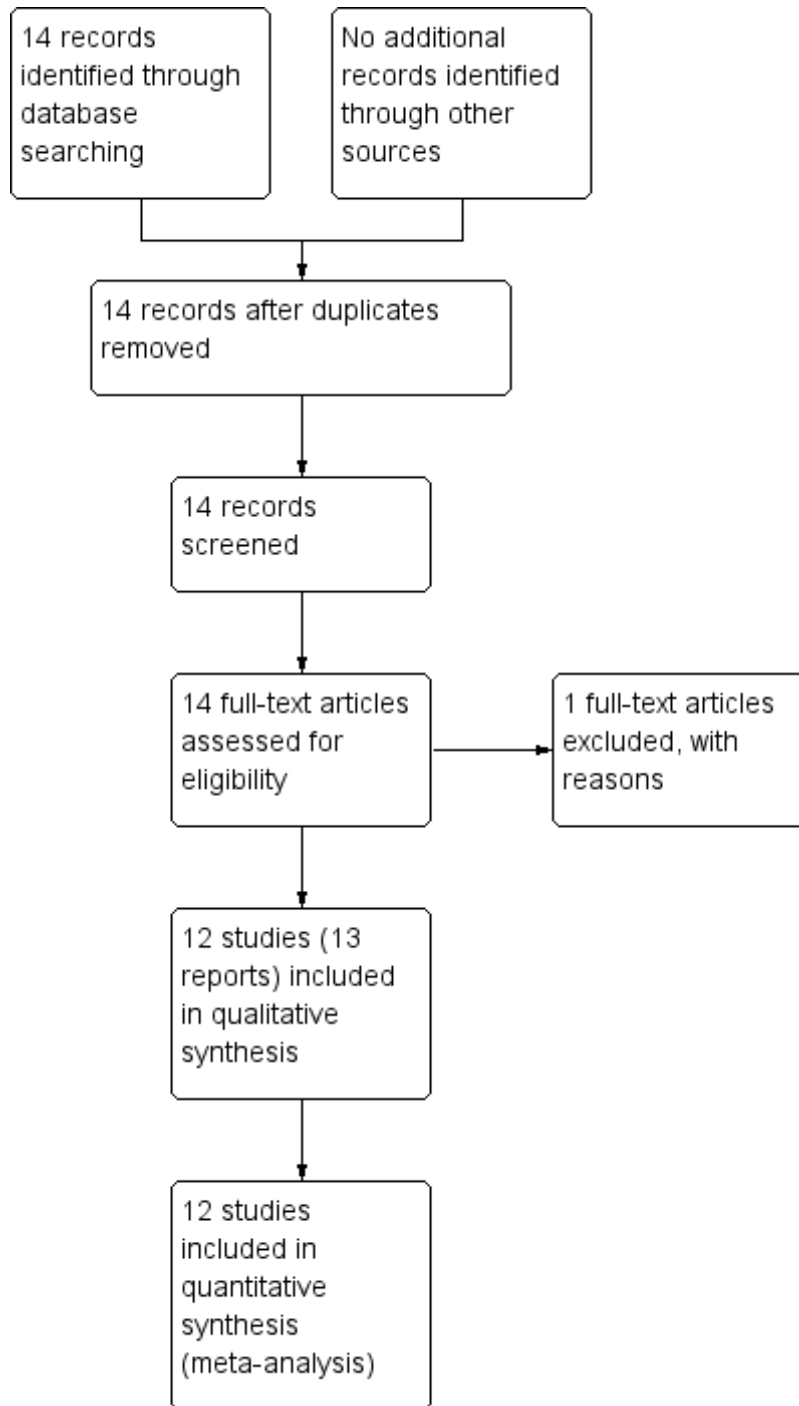 14 records
identified through
database
searching
No additional
records identified
through other
sources
14 records after duplicates
removed
14 records
screened
14 full-text articles
assessed for
eligibility
1 full-text articles
excluded, with
reasons
12 studies (13
reports) included
in qualitative
synthesis
12 studies
included in
quantitative
synthesis
(meta-analysis)